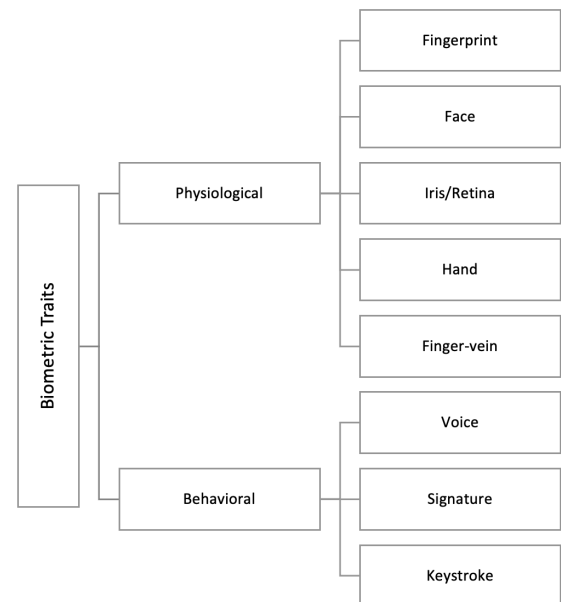 Biometric Traits
Physiological
Fingerprint
Face
Iris/Retina
Hand
Finger-vein
Behavioral
Voice
Signature
Keystroke